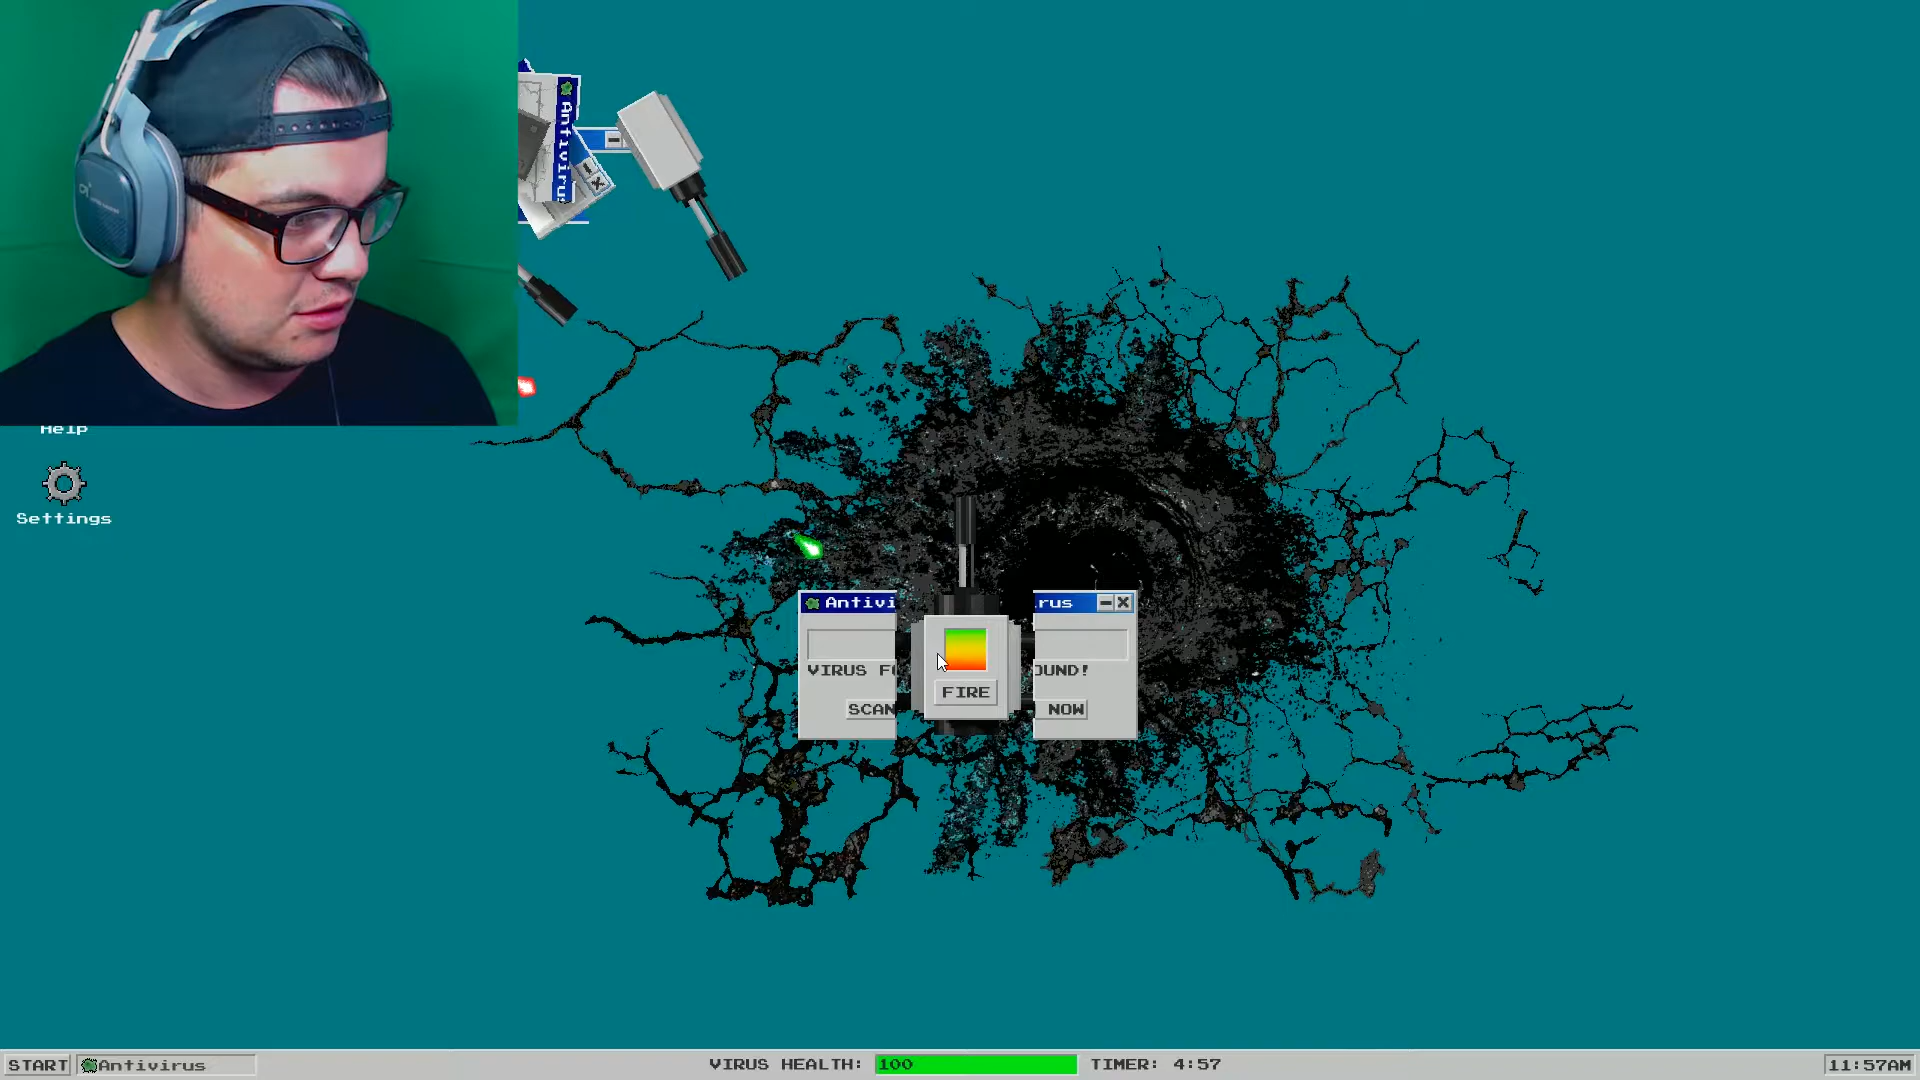 Antivirus
Help
Settings
Antivi rus
VIRUS FO OUND!
FIRE
SCAN NOW
START Antivirus VIRUS HEALTH: 100 TIMER: 4:57 11:57AM